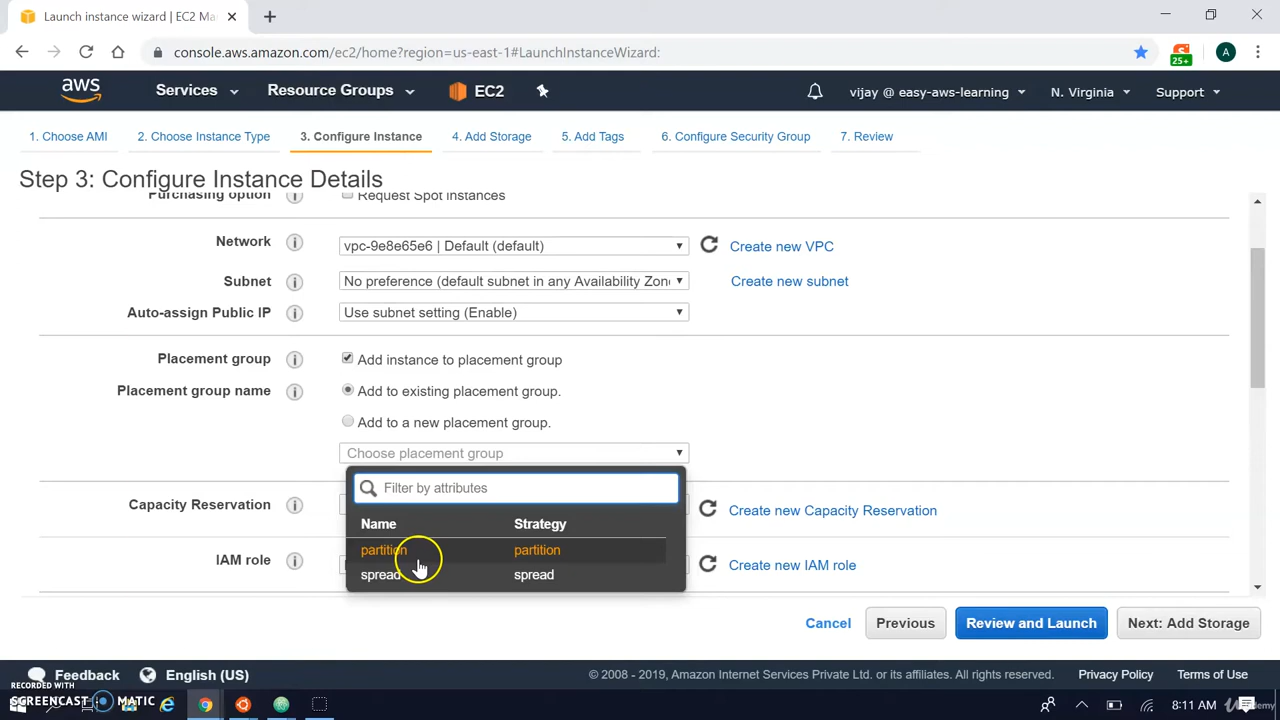 Launch instance wizard | EC2 Ma
console.aws.amazon.com/ec2/home?region=us-east-1#LaunchInstanceWizard:
25+
A
aws
Services
Resource Groups
EC2
vijay @ easy-aws-learning
N. Virginia
Support
1. Choose AMI
2. Choose Instance Type
3. Configure Instance
4. Add Storage
5. Add Tags
6. Configure Security Group
7. Review
Step 3: Configure Instance Details
Purchasing option
Request Spot instances
Network
vpc-9e8e65e6 | Default (default)
Create new VPC
Subnet
No preference (default subnet in any Availability Zon
Create new subnet
Auto-assign Public IP
Use subnet setting (Enable)
Placement group
Add instance to placement group
Placement group name
Add to existing placement group.
Add to a new placement group.
Choose placement group
Filter by attributes
Name Strategy
partition partition
spread spread
Capacity Reservation
Create new Capacity Reservation
IAM role
Create new IAM role
Cancel
Previous
Review and Launch
Next: Add Storage
Feedback
English (US)
© 2008 - 2019, Amazon Internet Services Private Ltd. All rights reserved.
Privacy Policy
Terms of Use
RECORDED WITH
SCREENCAST MATIC
8:11 AM